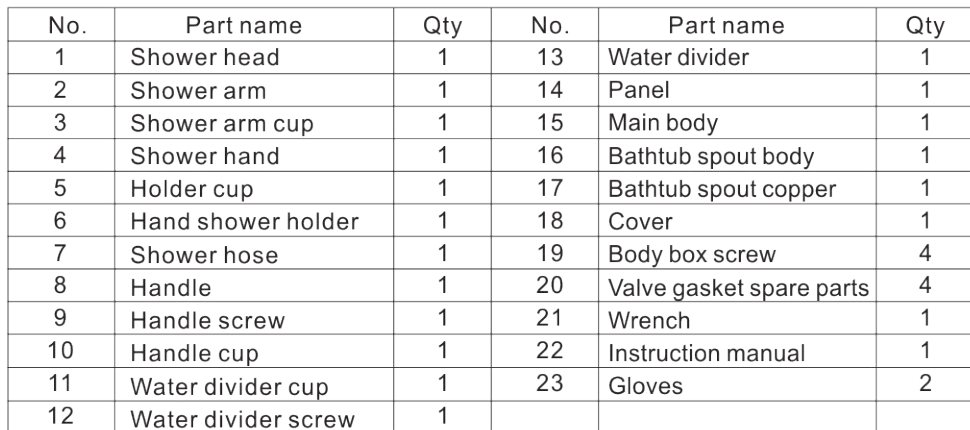 No. Part name Qty No. Part name Qty
1 Shower head 1 13 Water divider 1
2 Shower arm 1 14 Panel 1
3 Shower arm cup 1 15 Main body 1
4 Shower hand 1 16 Bathtub spout body 1
5 Holder cup 1 17 Bathtub spout copper 1
6 Hand shower holder 1 18 Cover 1
7 Shower hose 1 19 Body box screw 4
8 Handle 1 20 Valve gasket spare parts 4
9 Handle screw 1 21 Wrench 1
10 Handle cup 1 22 Instruction manual 1
11 Water divider cup 1 23 Gloves 2
12 Water divider screw 1